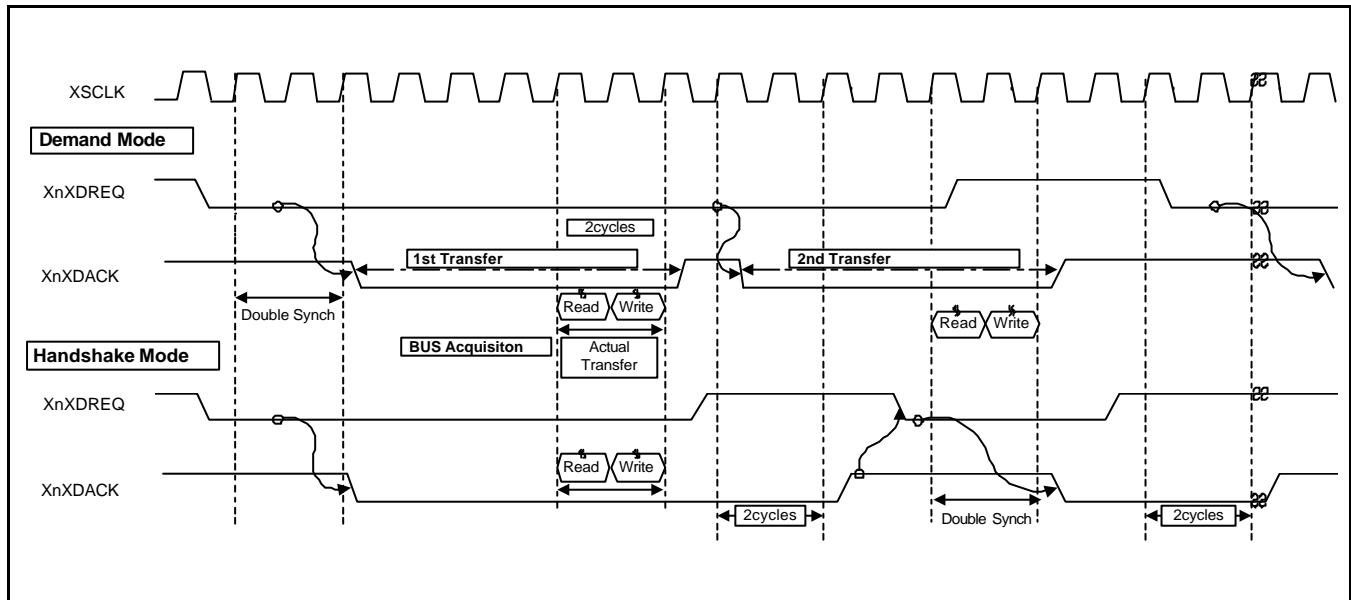 XSCLK
Demand Mode
XnXDREQ
2cycles
1st Transfer
2nd Transfer
XnXDACK
Read Write
Double Synch
Read Write
BUS Acquisiton
Actual
Transfer
Handshake Mode
XnXDREQ
Read Write
XnXDACK
2cycles
Double Synch
2cycles